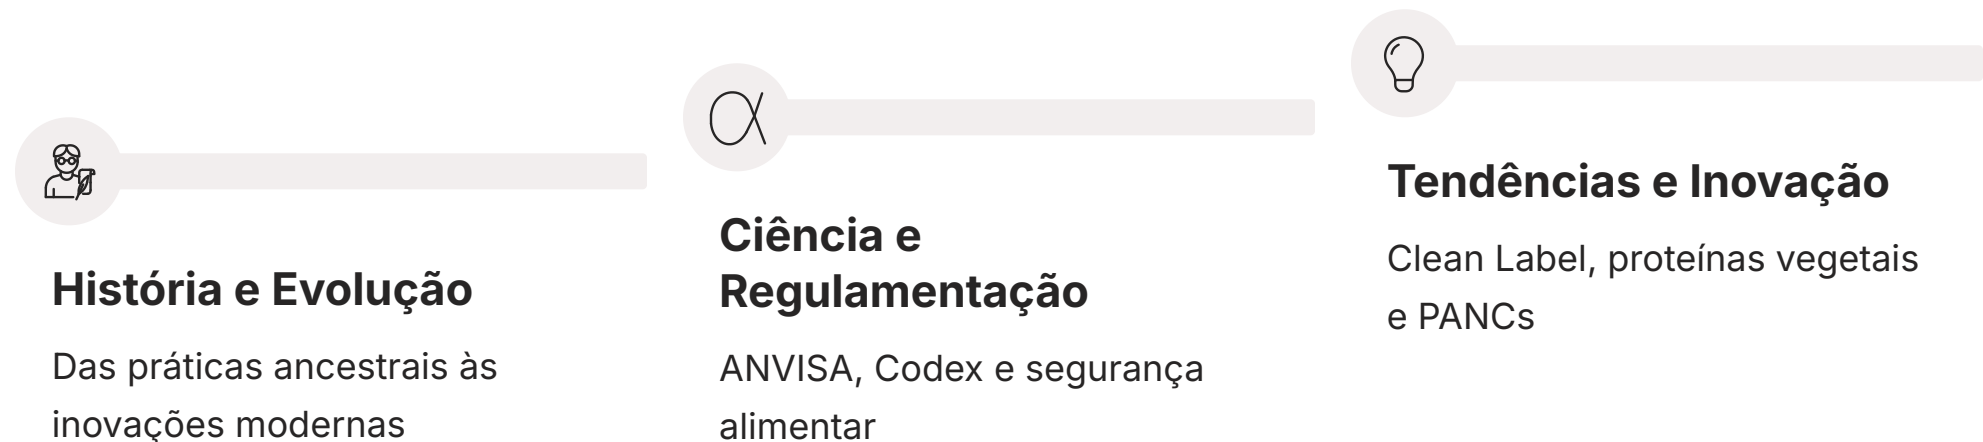 História e Evolução
Das práticas ancestrais às
inovações modernas
Ciência e
Regulamentação
ANVISA, Codex e segurança
alimentar
Tendências e Inovação
Clean Label, proteínas vegetais
e PANCs